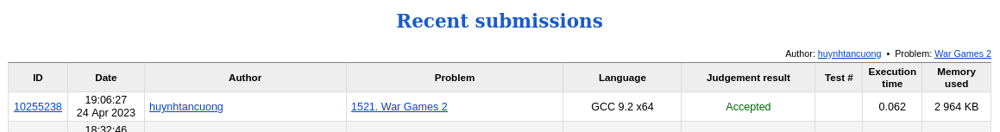 Recent submissions
Author: huynhtancuong • Problem: War Games 2
ID Date Author Problem Language Judgement result Test # Execution time Memory used
10255238 19:06:27 24 Apr 2023 huynhtancuong 1521. War Games 2 GCC 9.2 x64 Accepted 0.062 2 964 KB
18:32:46